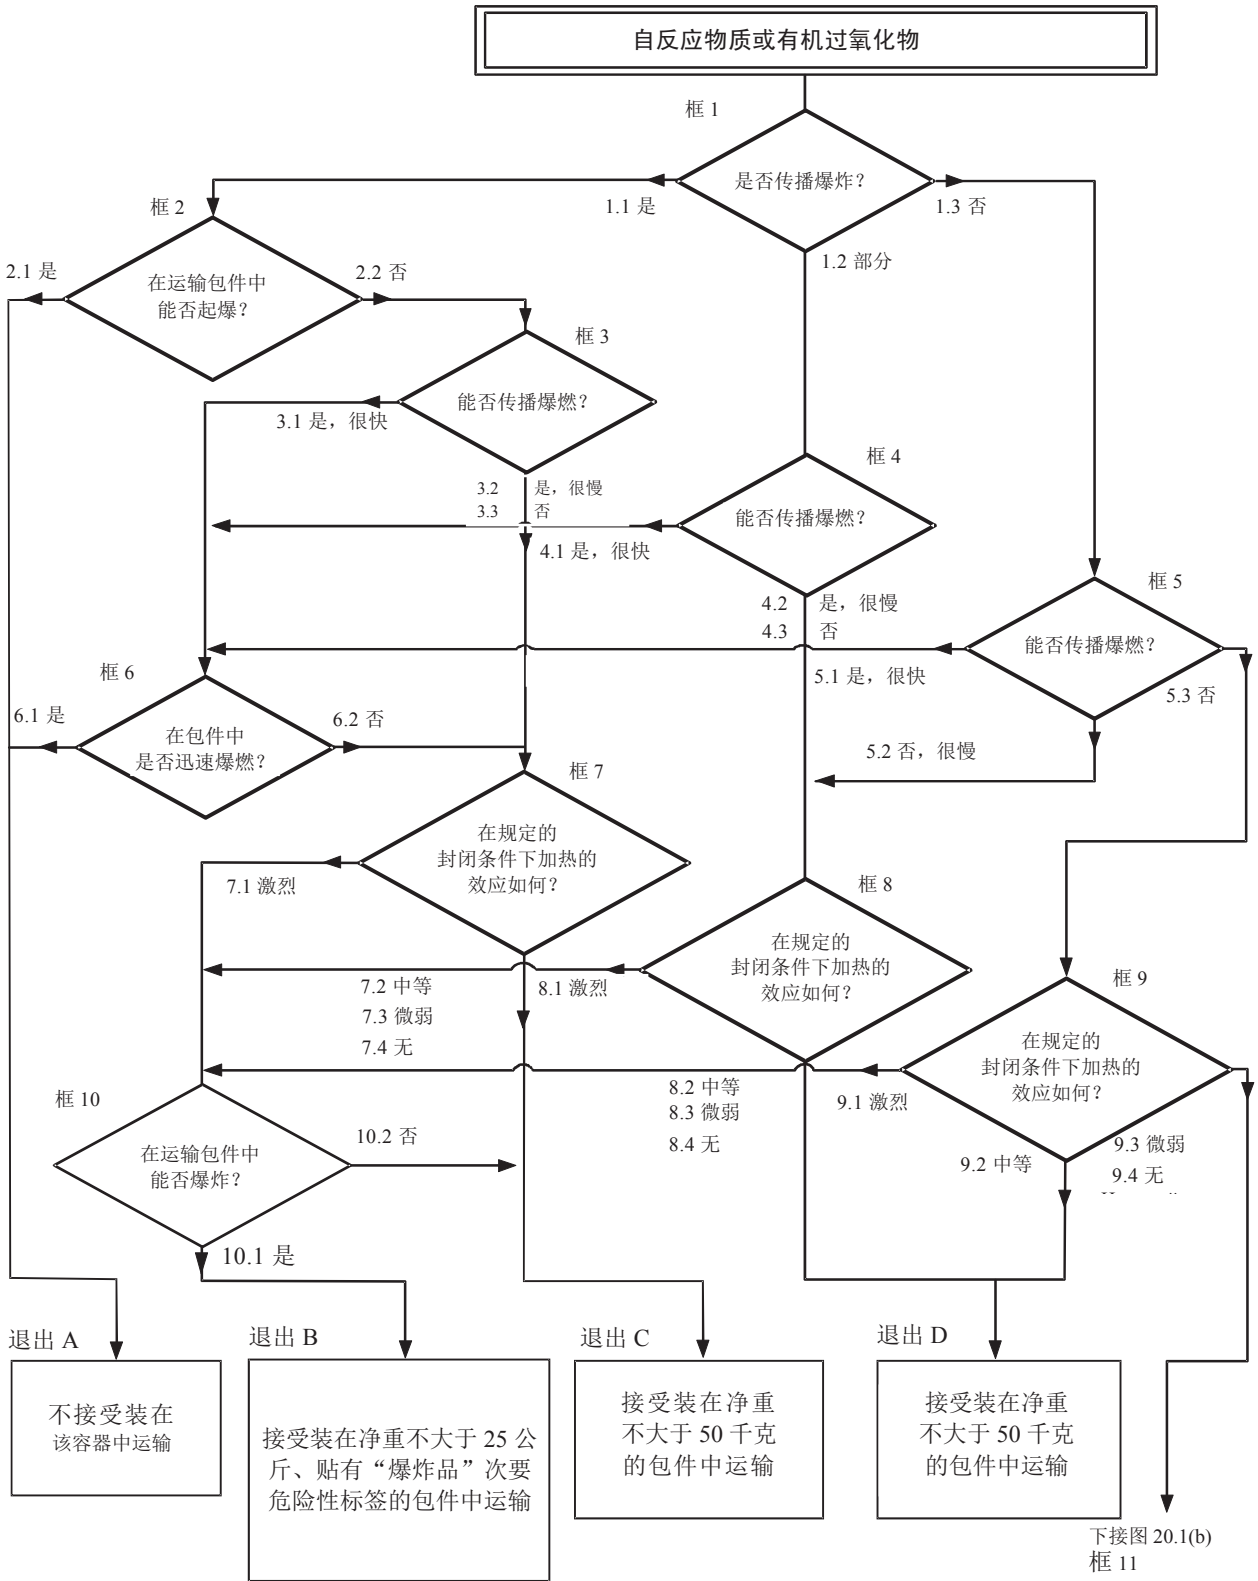 自反应物质或有机过氧化物
框 1
是否传播爆炸？
1.1 是
1.3 否
1.2 部分
框 2
在运输包件中
能否起爆？
2.1 是
2.2 否
框 3
能否传播爆燃？
3.1 是，很快
3.2 是，很慢
3.3 否
框 4
能否传播爆燃？
4.1 是，很快
4.2 是，很慢
4.3 否
框 5
能否传播爆燃？
5.1 是，很快
5.3 否
5.2 否，很慢
框 6
在包件中
是否迅速爆燃？
6.1 是
6.2 否
框 7
在规定的
封闭条件下加热的
效应如何？
7.1 激烈
7.2 中等
7.3 微弱
7.4 无
框 8
在规定的
封闭条件下加热的
效应如何？
8.1 激烈
8.2 中等
8.3 微弱
8.4 无
框 9
在规定的
封闭条件下加热的
效应如何？
9.1 激烈
9.2 中等
9.3 微弱
9.4 无
框 10
在运输包件中
能否爆炸？
10.2 否
10.1 是
退出 A
不接受装在
该容器中运输
退出 B
接受装在净重不大于 25 公
斤、贴有“爆炸品”次要
危险性标签的包件中运输
退出 C
接受装在净重
不大于 50 千克
的包件中运输
退出 D
接受装在净重
不大于 50 千克
的包件中运输
下接图 20.1(b)
框 11